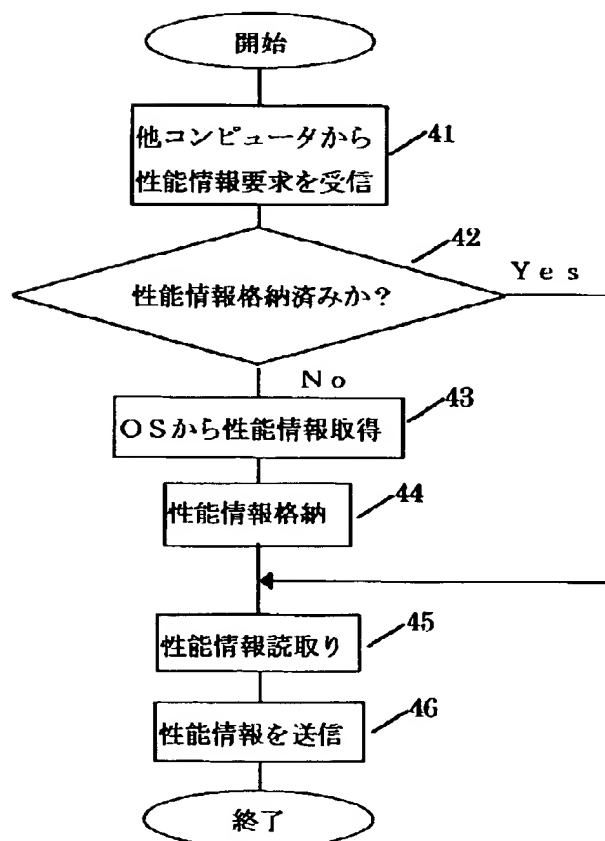 開始
他コンピュータから
性能情報要求を受信
41
42
性能情報格納済みか？
Ｙｅｓ
Ｎｏ
43
ＯＳから性能情報取得
44
性能情報格納
45
性能情報読取り
46
性能情報を送信
終了